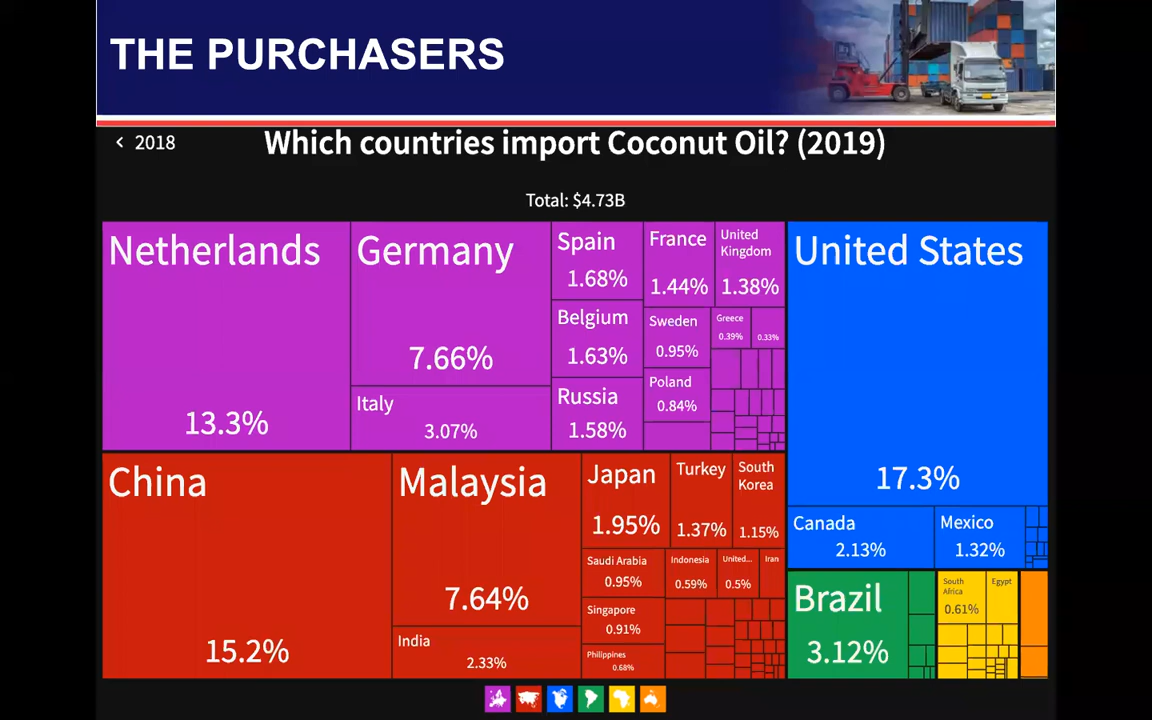 THE PURCHASERS
< 2018
Which countries import Coconut Oil? (2019)
Total: $4.73B
Netherlands
13.3%
Germany
7.66%
Italy
3.07%
Spain
1.68%
Belgium
1.63%
Russia
1.58%
France
1.44%
United
Kingdom
1.38%
Sweden
0.95%
Poland
0.84%
Greece
0.39%
0.33%
United States
17.3%
Canada
2.13%
Mexico
1.32%
China
15.2%
Malaysia
7.64%
India
2.33%
Japan
1.95%
Turkey
1.37%
South
Korea
1.15%
Saudi Arabia
0.95%
Singapore
0.91%
Philippines
0.68%
Indonesia
0.59%
United...
0.5%
Iran
Brazil
3.12%
South
Africa
0.61%
Egypt